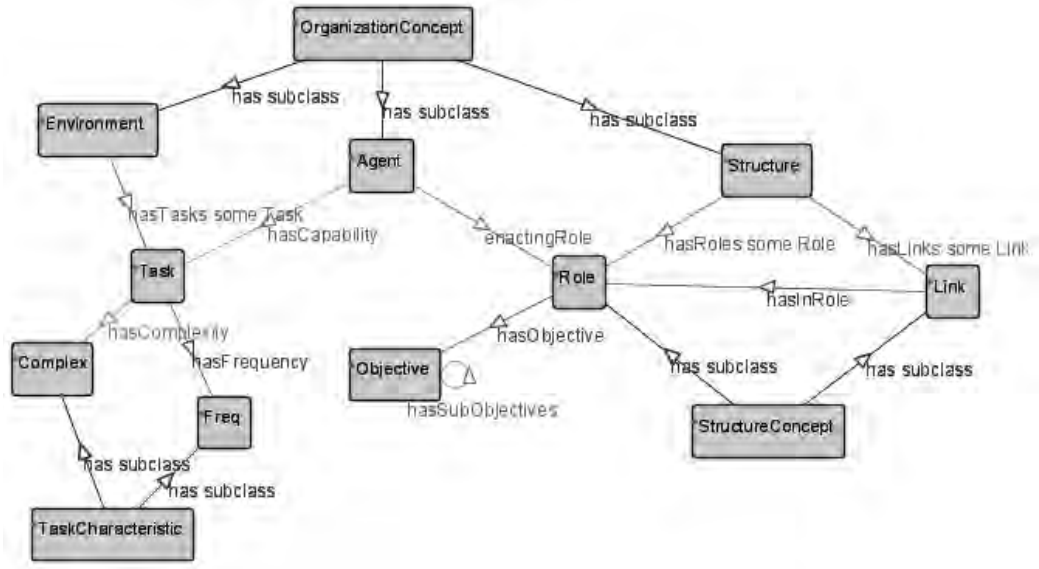 OrganizationConcept
has subclass
has subclass
has subclass
Environment
Agent
Structure
hasTasks some Task
hasCapability
enactingRole
hasRoles some Role
hasLinks some Link
Task
Role
Link
hasInRole
hasComplexity
hasObjective
Complex
hasFrequency
Objective
has subclass
has subclass
hasSubObjectives
Freq
StructureConcept
has subclass
has subclass
TaskCharacteristic